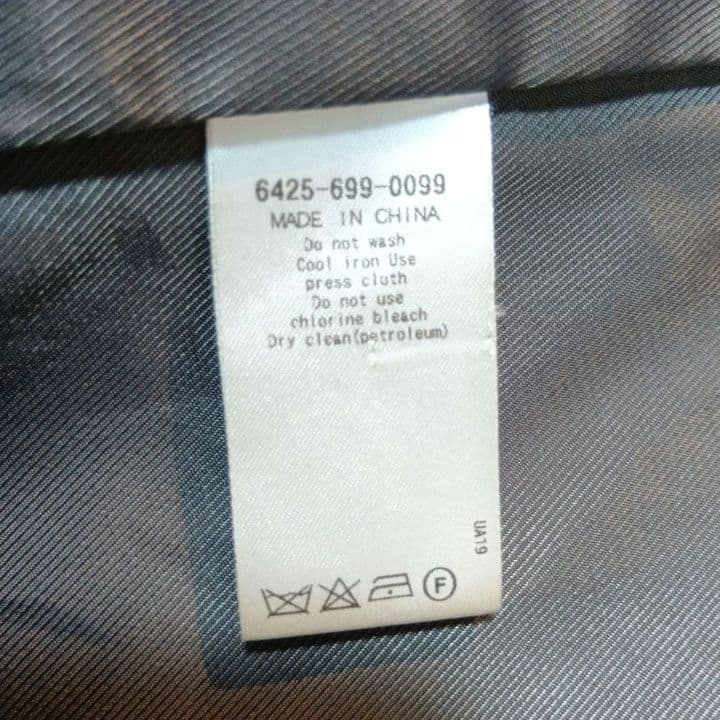 6425-699-0099
MADE IN CHINA
Do not wash
Cool iron Use
press cloth
Do not use
chlorine bleach
Dry clean(petroleum)
UA19
F